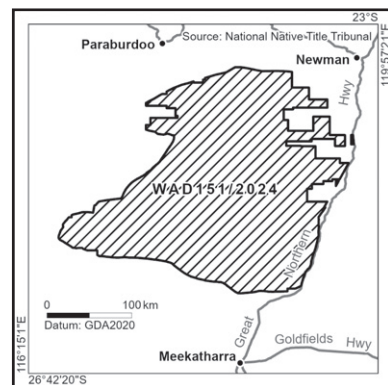 23°S
Source: National Native Title Tribunal
Paraburdoo
Newman
119°57'21"E
Hwy
WAD151/2024
Northern
0 100 km
Datum: GDA2020
Great
Goldfields
Hwy
Meekatharra
116°15'1"E
26°42'20"S